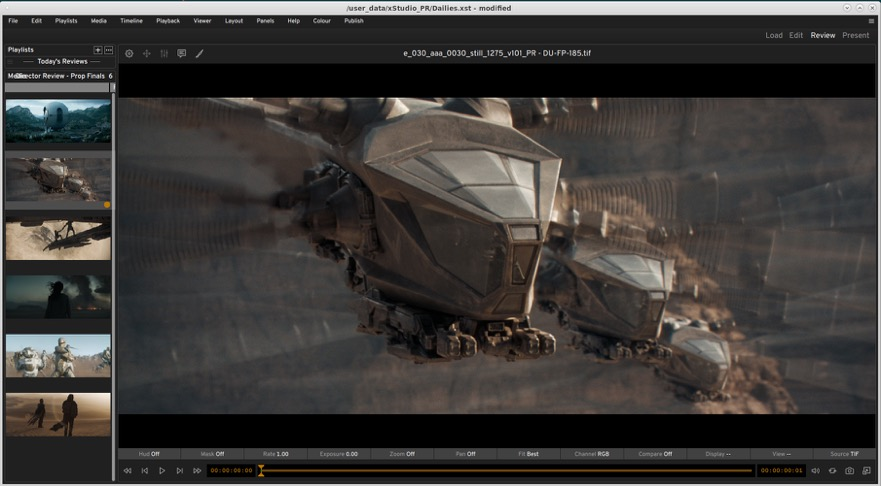 /user_data/xStudio_PR/Dailies.xst - modified
File Edit Playlists Media Timeline Playback Viewer Layout Panels Help Colour Publish
Load Edit Review Present
Playlists
e_030_aaa_0030_still_1275_v101_PR - DU-FP-185.tif
Today's Reviews
Director Review - Prop Finals 6
Hud Off Mask Off Rate 1.00 Exposure 0.00 Zoom Off Pan Off Fit Best Channel RGB Compare Off Display -- View -- Source TIF
00:00:00:00 00:00:00:01